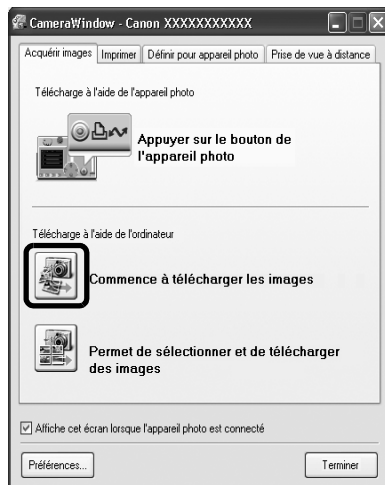 CameraWindow - Canon XXXXXXXXXXX
Acquérir images Imprimer Définir pour appareil photo Prise de vue à distance
Télécharge à l'aide de l'appareil photo
Appuyer sur le bouton de
l'appareil photo
Télécharge à l'aide de l'ordinateur
Commence à télécharger les images
Permet de sélectionner et de télécharger
des images
Affiche cet écran lorsque l'appareil photo est connecté
Préférences... Terminer